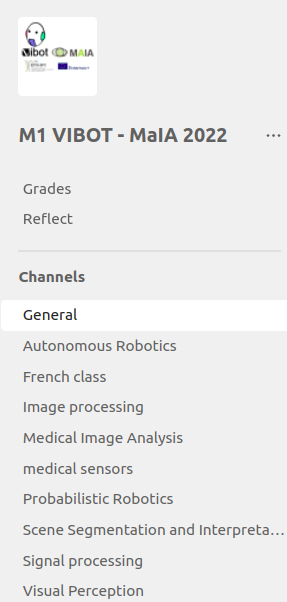 Vibot MAIA
Erasmus+
M1 VIBOT - MaIA 2022 ...
Grades
Reflect
Channels
General
Autonomous Robotics
French class
Image processing
Medical Image Analysis
medical sensors
Probabilistic Robotics
Scene Segmentation and Interpreta...
Signal processing
Visual Perception